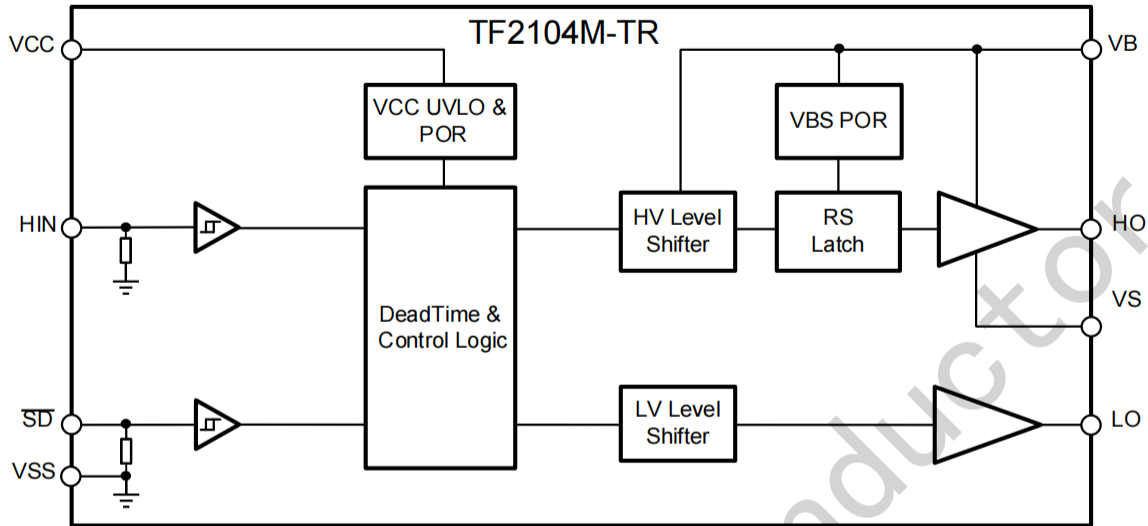 TF2104M-TR
VCC
VB
VCC UVLO &
POR
VBS POR
HIN
HV Level
Shifter
RS
Latch
HO
VS
DeadTime &
Control Logic
SD
LV Level
Shifter
LO
VSS
nductor